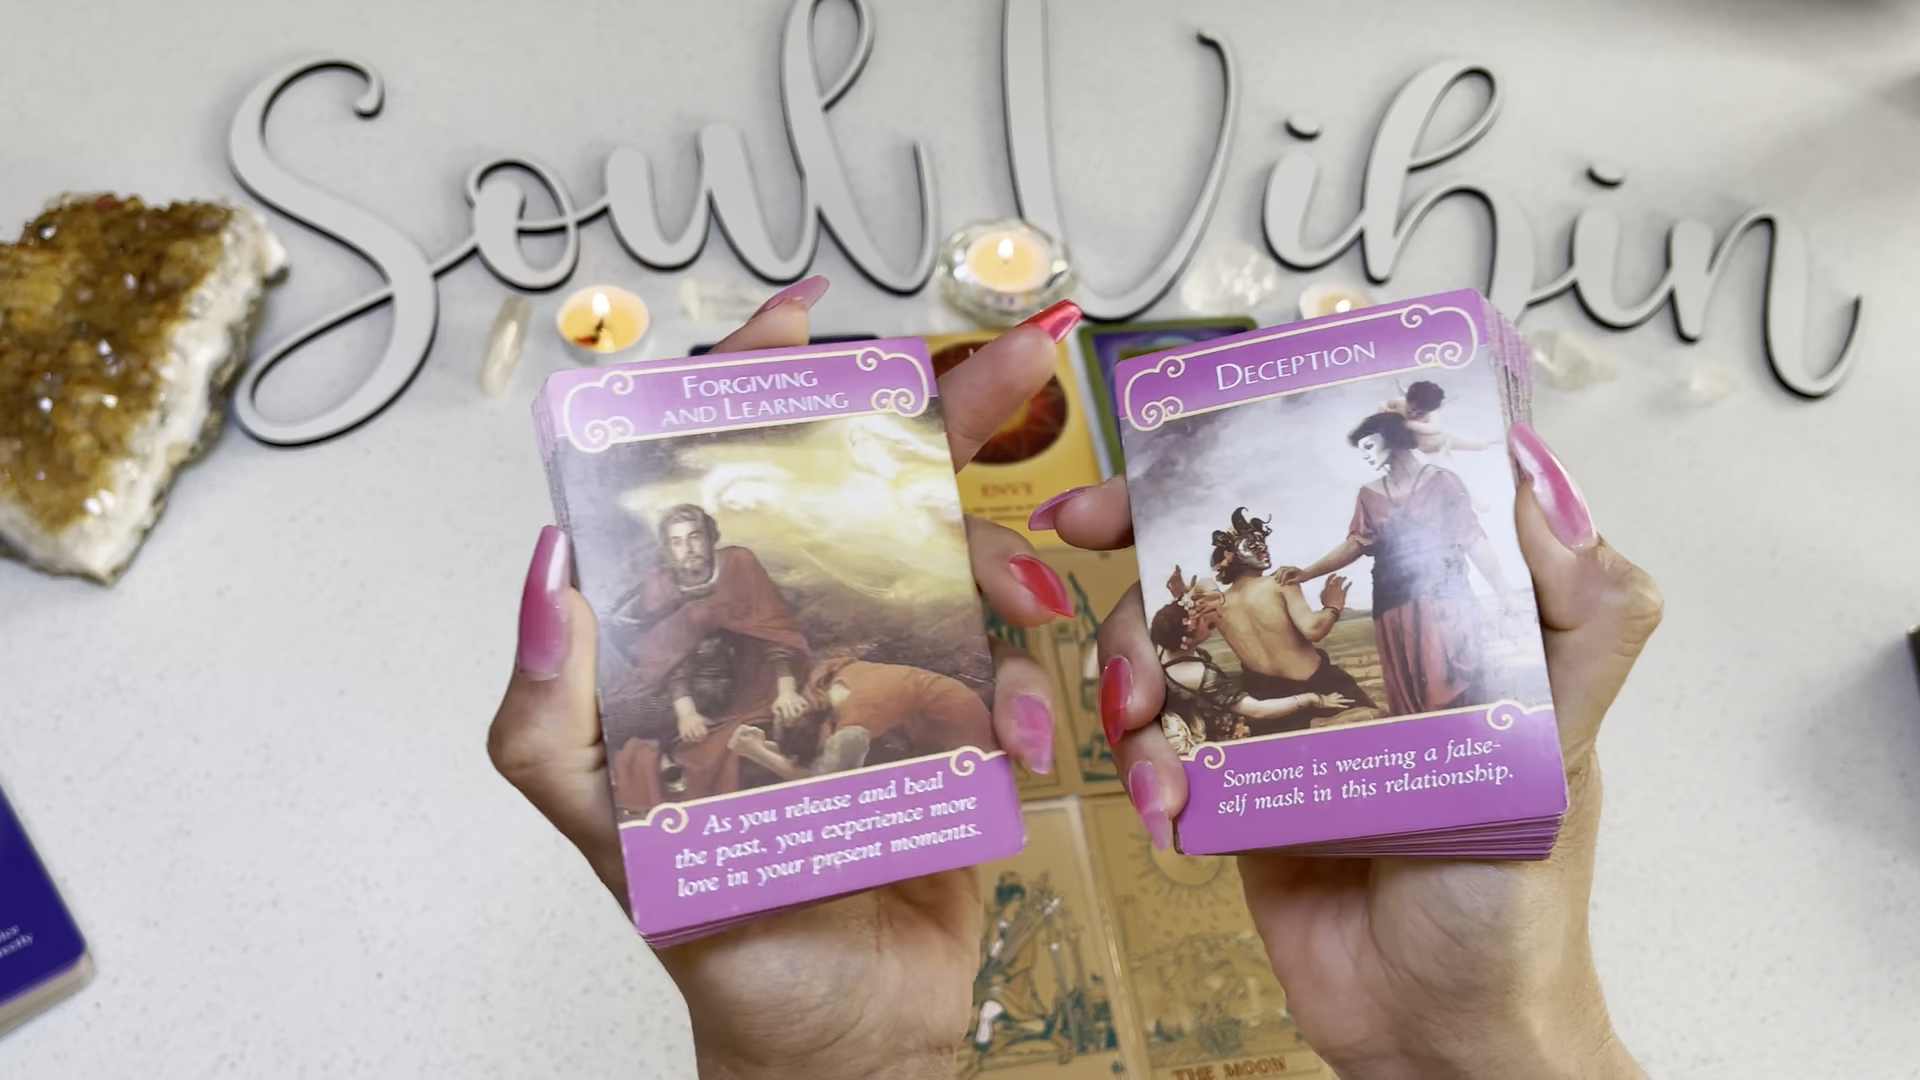 Soul Vihin
FORGIVING
AND LEARNING
As you release and heal
the past, you experience more
love in your present moments.
DECEPTION
Someone is wearing a false-
self mask in this relationship.
ENVY
THE MOON